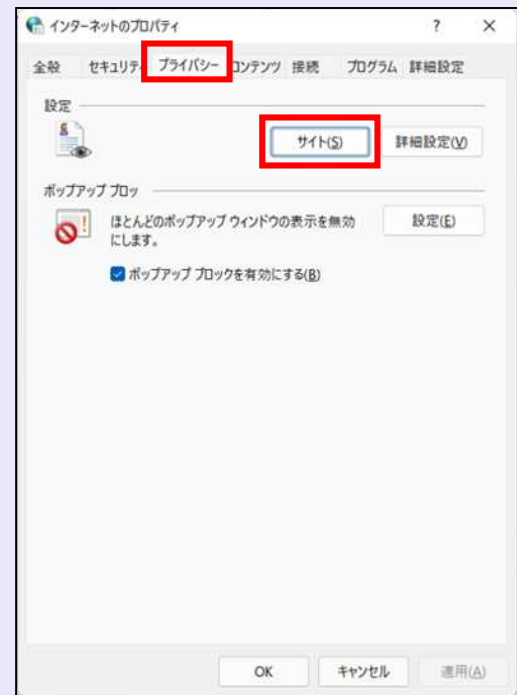 インターネットのプロパティ ? ×
全般 セキュリティ プライバシー コンテンツ 接続 プログラム 詳細設定
設定
サイト(S) 詳細設定(V)
ポップアップ ブロッ
ほとんどのポップアップ ウィンドウの表示を無効 設定(E)
にします。
ポップアップ ブロックを有効にする(B)
OK キャンセル 適用(A)